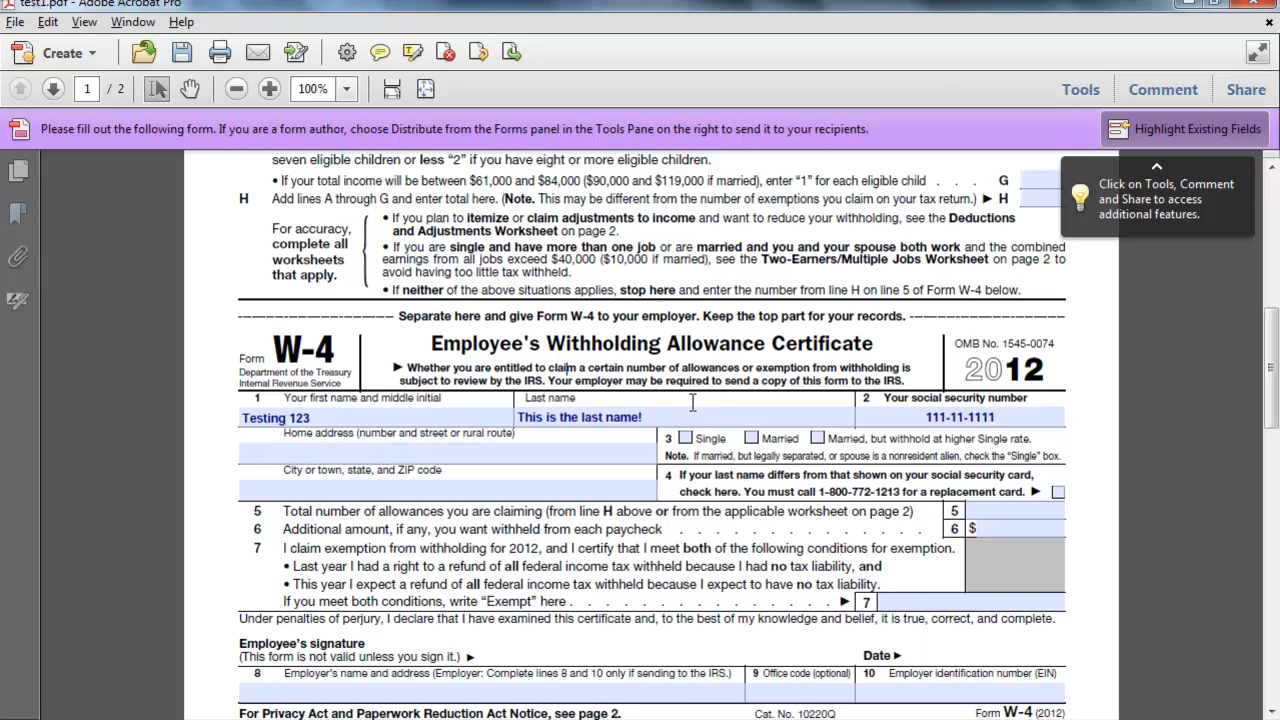 test1.pdf - Adobe Acrobat Pro
File Edit View Window Help
Create
1 / 2 100% Tools Comment Share
Please fill out the following form. If you are a form author, choose Distribute from the Forms panel in the Tools Pane on the right to send it to your recipients.
Highlight Existing Fields
Click on Tools, Comment
and Share to access
additional features.
seven eligible children or less “2” if you have eight or more eligible children.
• If your total income will be between $61,000 and $84,000 ($90,000 and $119,000 if married), enter “1” for each eligible child . . . G
H Add lines A through G and enter total here. (Note. This may be different from the number of exemptions you claim on your tax return.) ▶ H
For accuracy,
complete all
worksheets
that apply.
• If you plan to itemize or claim adjustments to income and want to reduce your withholding, see the Deductions
and Adjustments Worksheet on page 2.
• If you are single and have more than one job or are married and you and your spouse both work and the combined
earnings from all jobs exceed $40,000 ($10,000 if married), see the Two-Earners/Multiple Jobs Worksheet on page 2 to
avoid having too little tax withheld.
• If neither of the above situations applies, stop here and enter the number from line H on line 5 of Form W-4 below.
Separate here and give Form W-4 to your employer. Keep the top part for your records.
Form W-4
Department of the Treasury
Internal Revenue Service
Employee's Withholding Allowance Certificate
▶ Whether you are entitled to claim a certain number of allowances or exemption from withholding is
subject to review by the IRS. Your employer may be required to send a copy of this form to the IRS.
OMB No. 1545-0074
2012
1 Your first name and middle initial Last name 2 Your social security number
Testing 123 This is the last name! 111-11-1111
Home address (number and street or rural route)
3 Single Married Married, but withhold at higher Single rate.
Note. If married, but legally separated, or spouse is a nonresident alien, check the “Single” box.
City or town, state, and ZIP code
4 If your last name differs from that shown on your social security card,
check here. You must call 1-800-772-1213 for a replacement card. ▶
5 Total number of allowances you are claiming (from line H above or from the applicable worksheet on page 2) 5
6 Additional amount, if any, you want withheld from each paycheck . . . . . . . . . . . . . . 6 $
7 I claim exemption from withholding for 2012, and I certify that I meet both of the following conditions for exemption.
• Last year I had a right to a refund of all federal income tax withheld because I had no tax liability, and
• This year I expect a refund of all federal income tax withheld because I expect to have no tax liability.
If you meet both conditions, write “Exempt” here . . . . . . . . . . . . . . . ▶ 7
Under penalties of perjury, I declare that I have examined this certificate and, to the best of my knowledge and belief, it is true, correct, and complete.
Employee's signature
(This form is not valid unless you sign it.) ▶ Date ▶
8 Employer's name and address (Employer: Complete lines 8 and 10 only if sending to the IRS.) 9 Office code (optional) 10 Employer identification number (EIN)
For Privacy Act and Paperwork Reduction Act Notice, see page 2. Cat. No. 10220Q Form W-4 (2012)